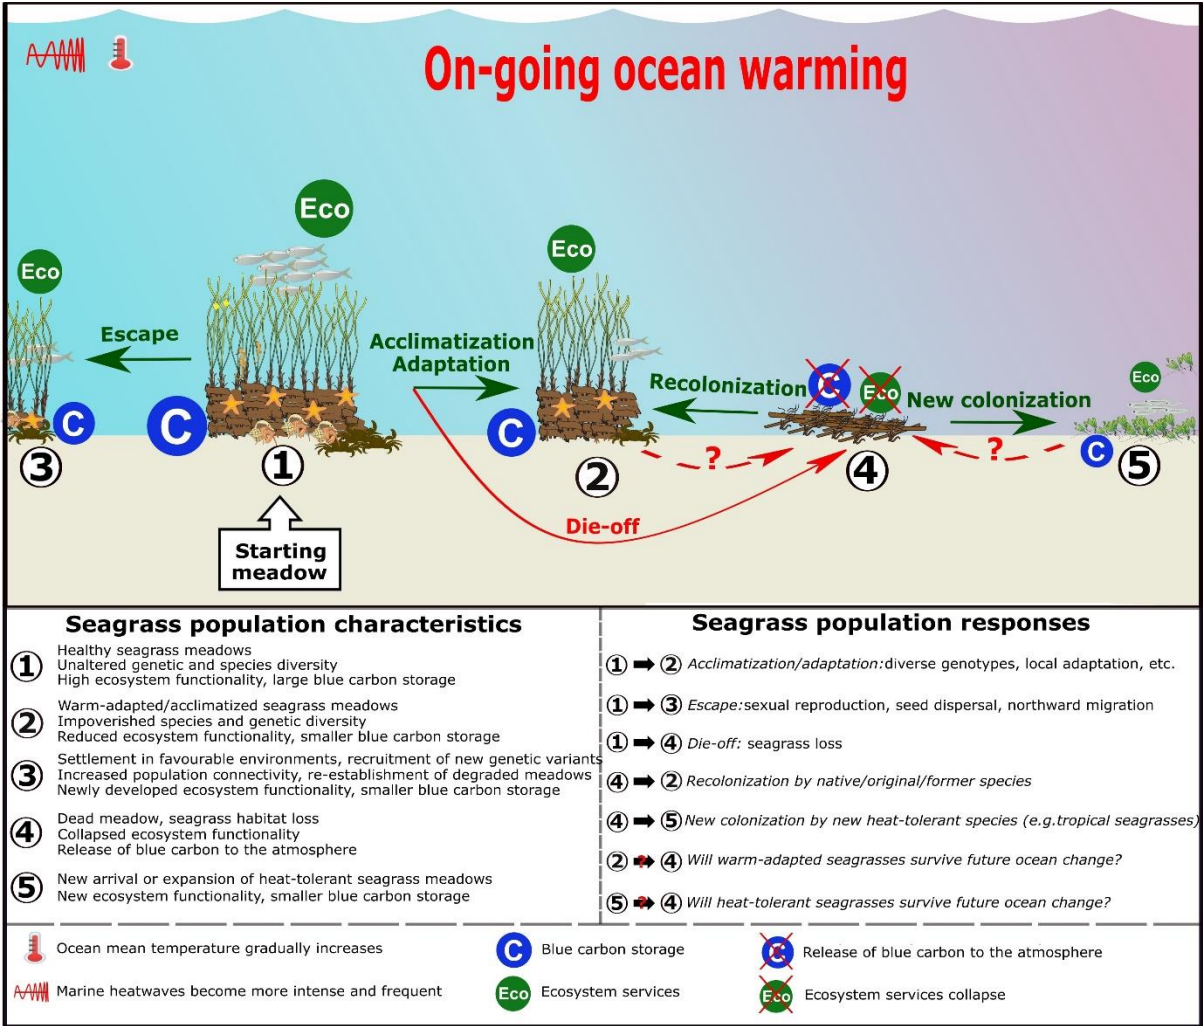 On-going ocean warming
Eco
Eco
Eco
Escape
Acclimatization
Adaptation
Recolonization
C
Eco
New colonization
Eco
C
C
C
C
?
?
3
1
2
4
5
Die-off
Starting
meadow
Seagrass population characteristics
1
Healthy seagrass meadows
Unaltered genetic and species diversity
High ecosystem functionality, large blue carbon storage
2
Warm-adapted/acclimatized seagrass meadows
Impoverished species and genetic diversity
Reduced ecosystem functionality, smaller blue carbon storage
3
Settlement in favourable environments, recruitment of new genetic variants
Increased population connectivity, re-establishment of degraded meadows
Newly developed ecosystem functionality, smaller blue carbon storage
4
Dead meadow, seagrass habitat loss
Collapsed ecosystem functionality
Release of blue carbon to the atmosphere
5
New arrival or expansion of heat-tolerant seagrass meadows
New ecosystem functionality, smaller blue carbon storage
Seagrass population responses
1 ➡ 2 Acclimatization/adaptation: diverse genotypes, local adaptation, etc.
1 ➡ 3 Escape: sexual reproduction, seed dispersal, northward migration
1 ➡ 4 Die-off: seagrass loss
4 ➡ 2 Recolonization by native/original/former species
4 ➡ 5 New colonization by new heat-tolerant species (e.g.tropical seagrasses)
2 ? ➡ 4 Will warm-adapted seagrasses survive future ocean change?
5 ? ➡ 4 Will heat-tolerant seagrasses survive future ocean change?
Ocean mean temperature gradually increases
C Blue carbon storage
C Release of blue carbon to the atmosphere
Marine heatwaves become more intense and frequent
Eco Ecosystem services
Eco Ecosystem services collapse